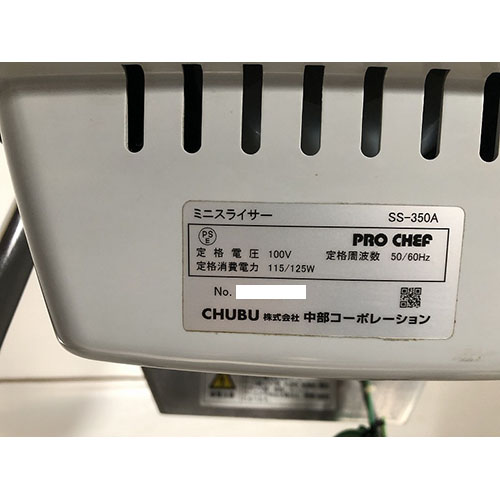 ミニスライサー SS-350A
PS
E
PRO CHEF
定格電圧 100V 定格周波数 50/60Hz
定格消費電力 115/125W
No.
CHUBU 株式会社 中部コーポレーション